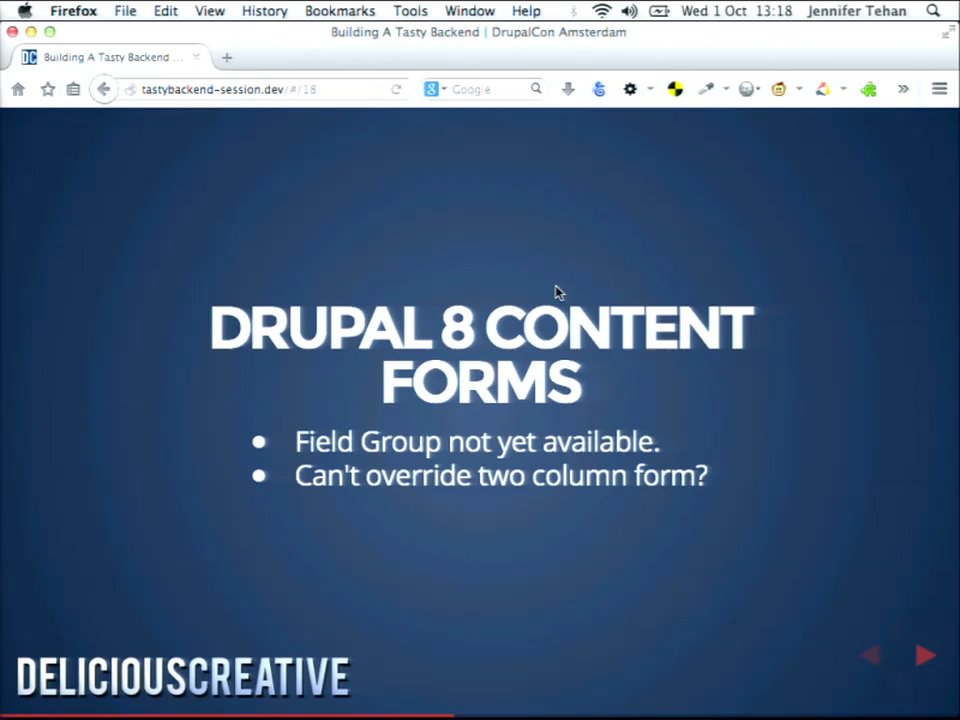 Firefox File Edit View History Bookmarks Tools Window Help Wed 1 Oct 13:18 Jennifer Tehan
Building A Tasty Backend | DrupalCon Amsterdam
DC Building A Tasty Backend ...
tastybackend-session.dev/#/18 8 Google
DRUPAL 8 CONTENT
FORMS
Field Group not yet available.
Can't override two column form?
DELICIOUSCREATIVE